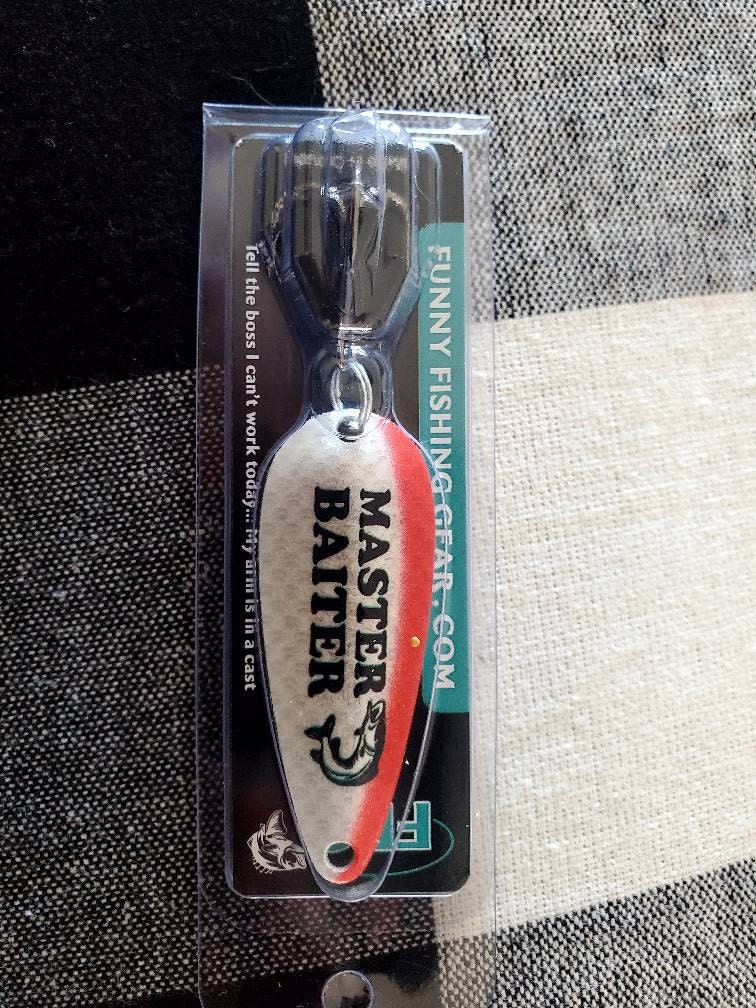 FUNNY FISHING GEAR.COM
MASTER
BAITER
Tell the boss I can't work today... My arm is in a cast